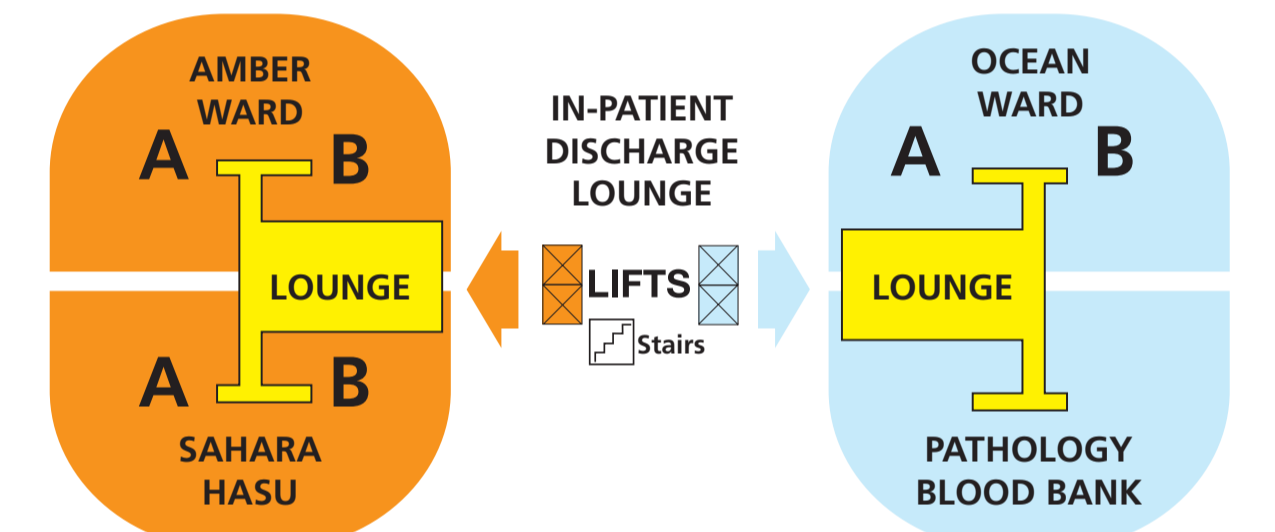 AMBER
WARD
A B
LOUNGE
A B
SAHARA
HASU
IN-PATIENT
DISCHARGE
LOUNGE
LIFTS
Stairs
OCEAN
WARD
A B
LOUNGE
PATHOLOGY
BLOOD BANK